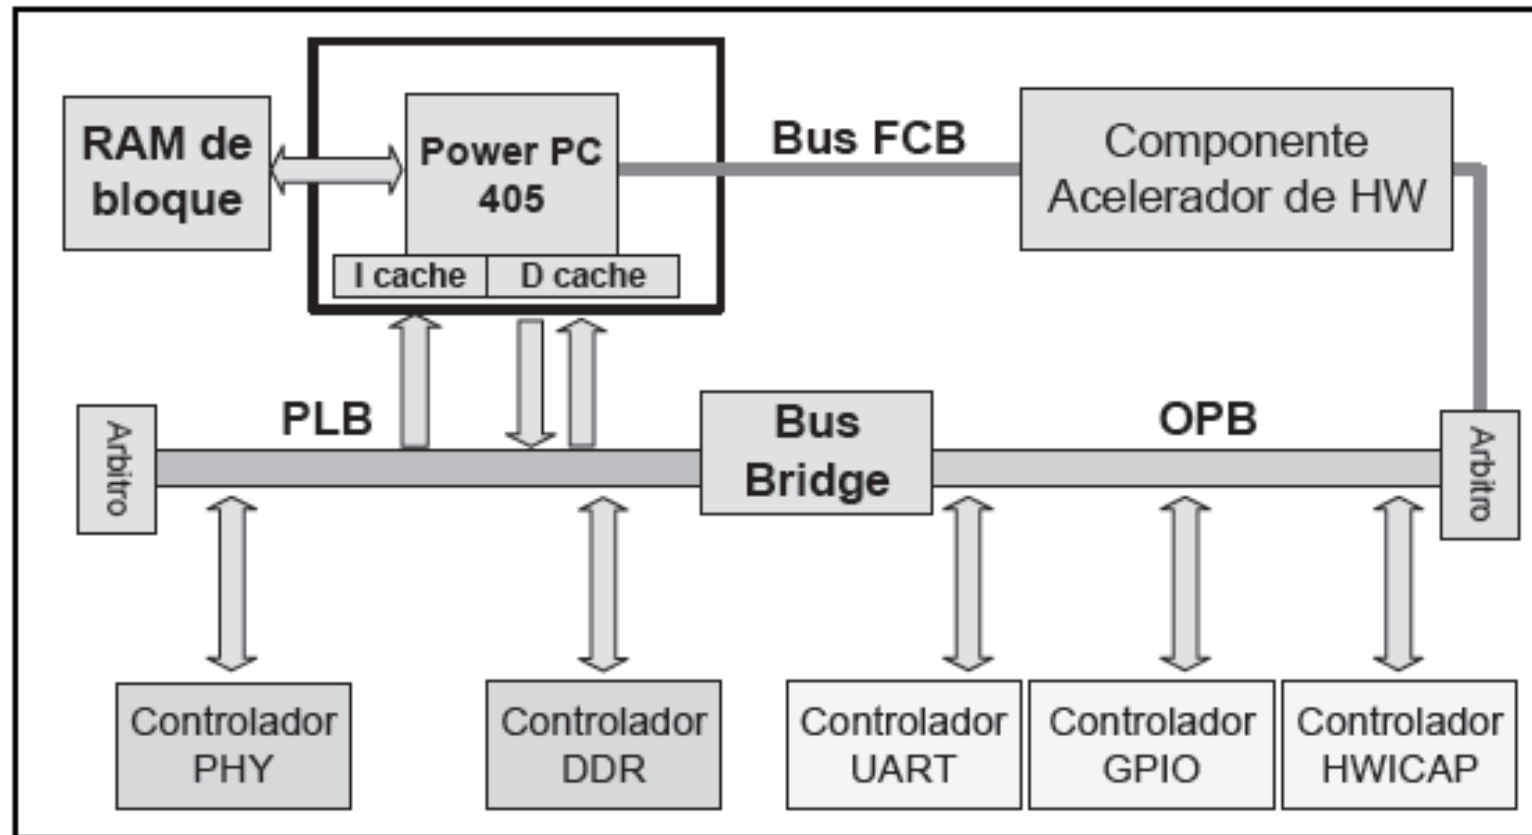 RAM de
bloque
Power PC
405
I cache
D cache
Bus FCB
Componente
Acelerador de HW
Arbitro
PLB
Bus
Bridge
OPB
Arbitro
Controlador
PHY
Controlador
DDR
Controlador
UART
Controlador
GPIO
Controlador
HWICAP